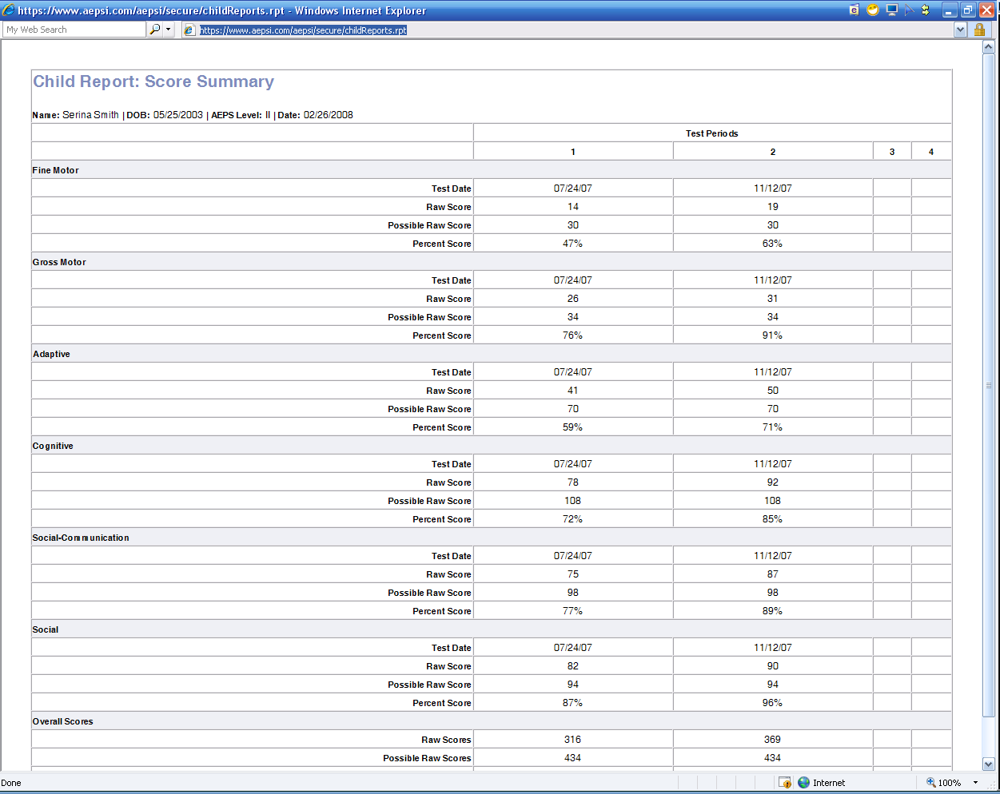 https://www.aepsi.com/aepsi/secure/childReports.rpt - Windows Internet Explorer
My Web Search https://www.aepsi.com/aepsi/secure/childReports.rpt
Child Report: Score Summary
Name: Serina Smith | DOB: 05/25/2003 | AEPS Level: II | Date: 02/26/2008
Test Periods
1 2 3 4
Fine Motor
Test Date 07/24/07 11/12/07
Raw Score 14 19
Possible Raw Score 30 30
Percent Score 47% 63%
Gross Motor
Test Date 07/24/07 11/12/07
Raw Score 26 31
Possible Raw Score 34 34
Percent Score 76% 91%
Adaptive
Test Date 07/24/07 11/12/07
Raw Score 41 50
Possible Raw Score 70 70
Percent Score 59% 71%
Cognitive
Test Date 07/24/07 11/12/07
Raw Score 78 92
Possible Raw Score 108 108
Percent Score 72% 85%
Social-Communication
Test Date 07/24/07 11/12/07
Raw Score 75 87
Possible Raw Score 98 98
Percent Score 77% 89%
Social
Test Date 07/24/07 11/12/07
Raw Score 82 90
Possible Raw Score 94 94
Percent Score 87% 96%
Overall Scores
Raw Scores 316 369
Possible Raw Scores 434 434
Done Internet 100%